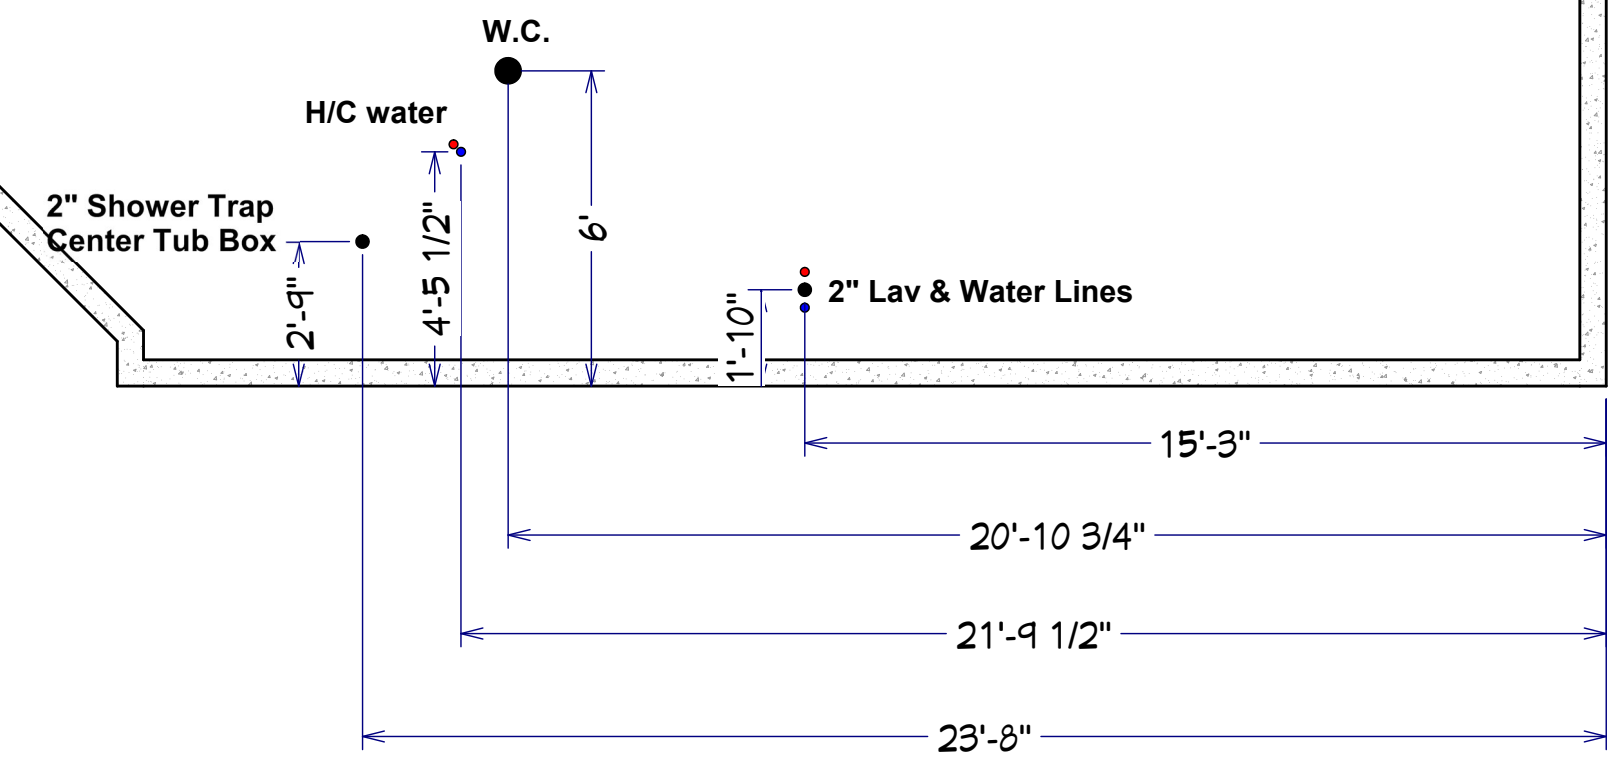 W.C.
H/C water
2" Shower Trap
Center Tub Box
2'-9"
4'-5 1/2"
6'
1'-10"
2" Lav & Water Lines
15'-3"
20'-10 3/4"
21'-9 1/2"
23'-8"